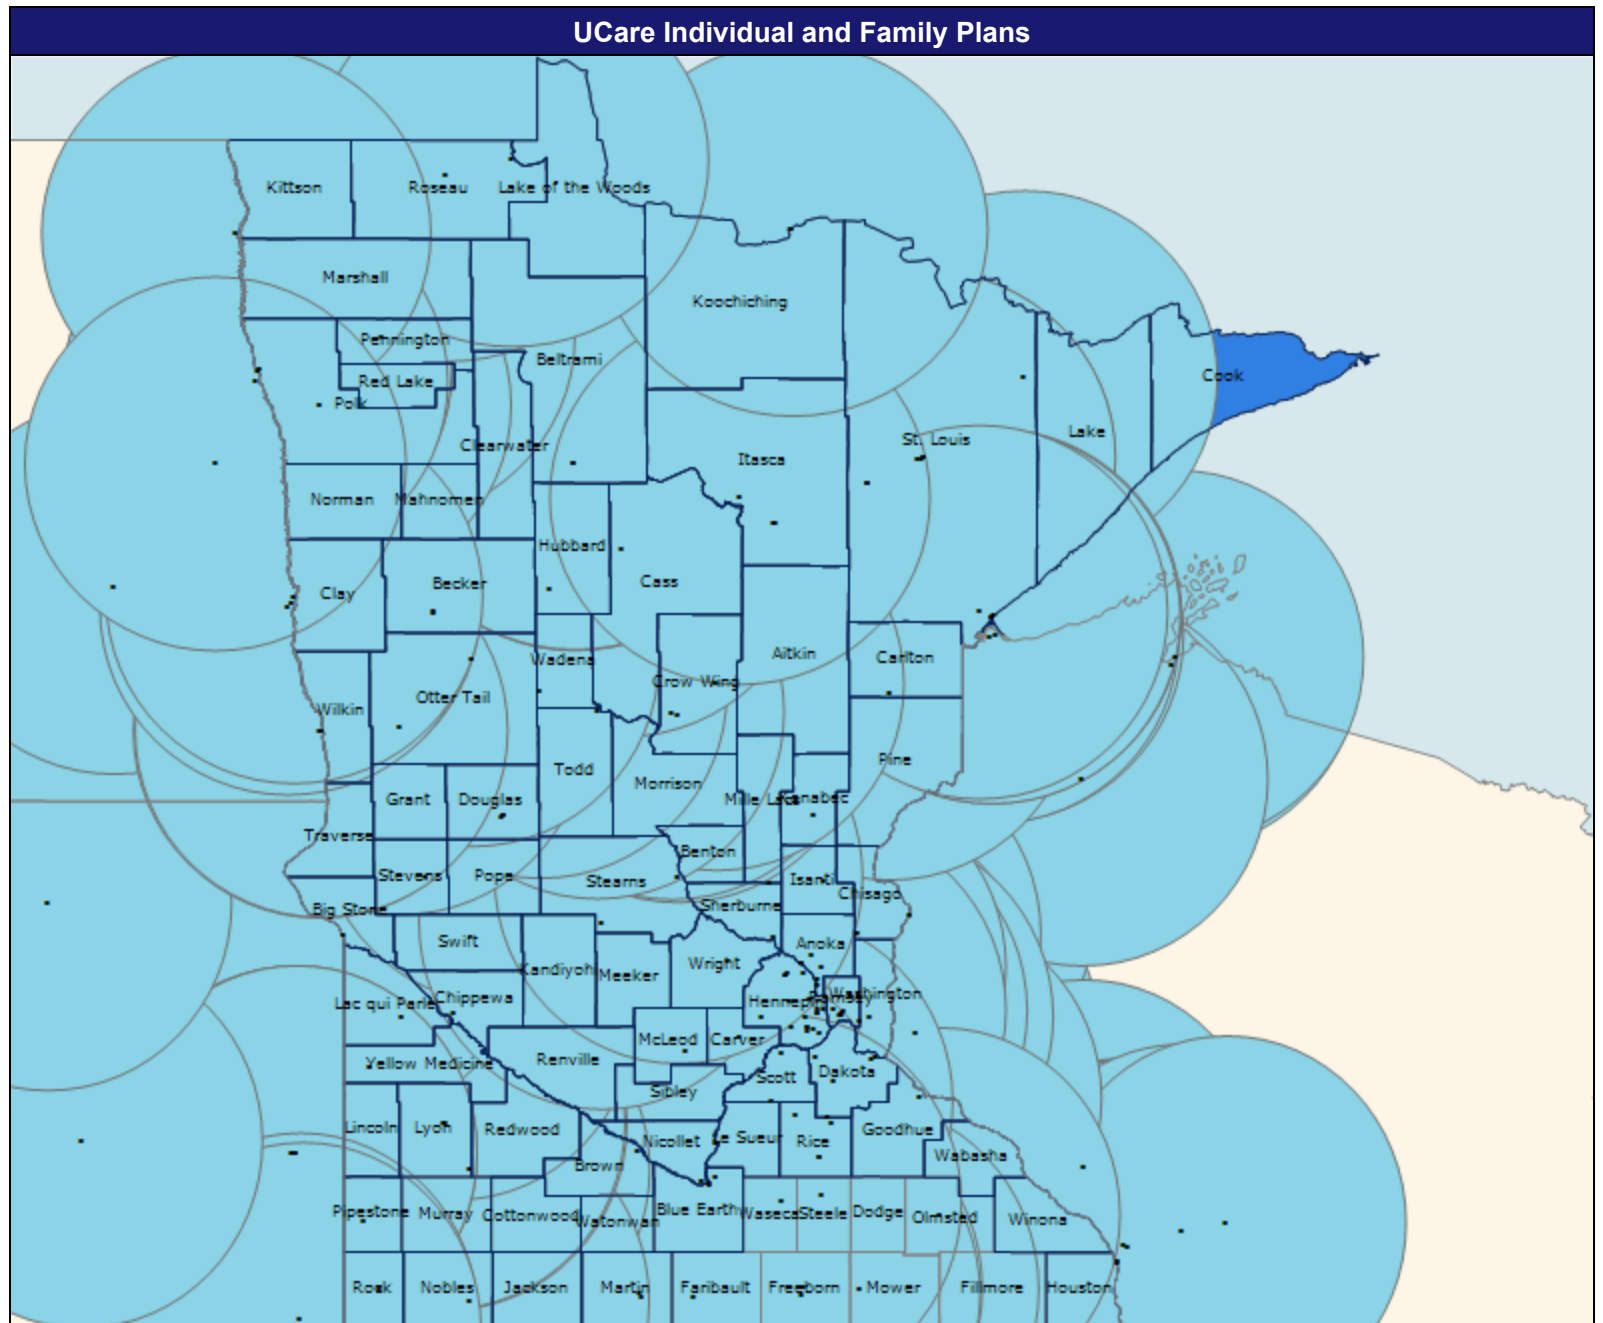 UCare Individual and Family Plans
Kittson
Roseau
Lake of the Woods
Marshall
Koochiching
Pennington
Beltrami
Red Lake
Cook
Polk
Clearwater
St. Louis
Lake
Itasca
Norman
Mahnomen
Hubbard
Cass
Becker
Clay
Wadena
Aitkin
Carlton
Crow Wing
Otter Tail
Wilkin
Pine
Todd
Morrison
Grant
Douglas
Mille Lacs
Kanabec
Traverse
Benton
Stevens
Pope
Stearns
Isanti
Chisago
Big Stone
Sherburne
Swift
Anoka
Kandiyohi
Meeker
Wright
Lac qui Parle
Chippewa
Hennepin
Ramsey
Washington
McLeod
Carver
Yellow Medicine
Renville
Scott
Dakota
Sibley
Lincoln
Lyon
Redwood
Nicollet
Le Sueur
Rice
Goodhue
Brown
Wabasha
Pipestone
Murray
Cottonwood
Watonwan
Blue Earth
Waseca
Steele
Dodge
Olmsted
Winona
Rock
Nobles
Jackson
Martin
Faribault
Freeborn
Mower
Fillmore
Houston